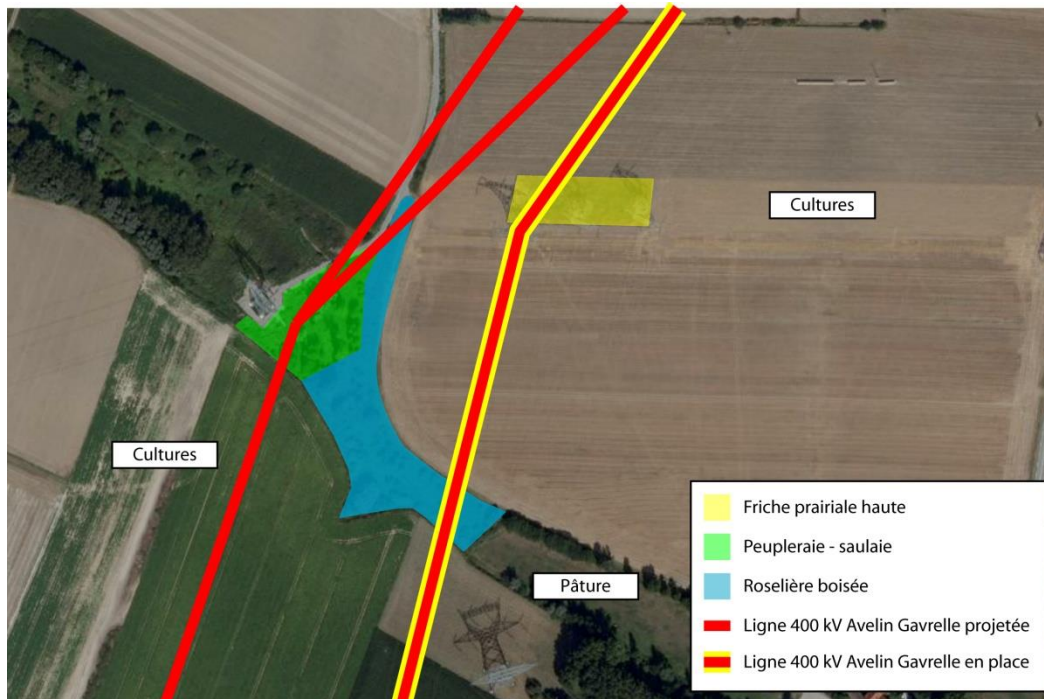 Cultures
Cultures
Pâture
Friche prairiale haute
Peupleraie - saulaie
Roselière boisée
Ligne 400 kV Avelin Gavrelle projetée
Ligne 400 kV Avelin Gavrelle en place